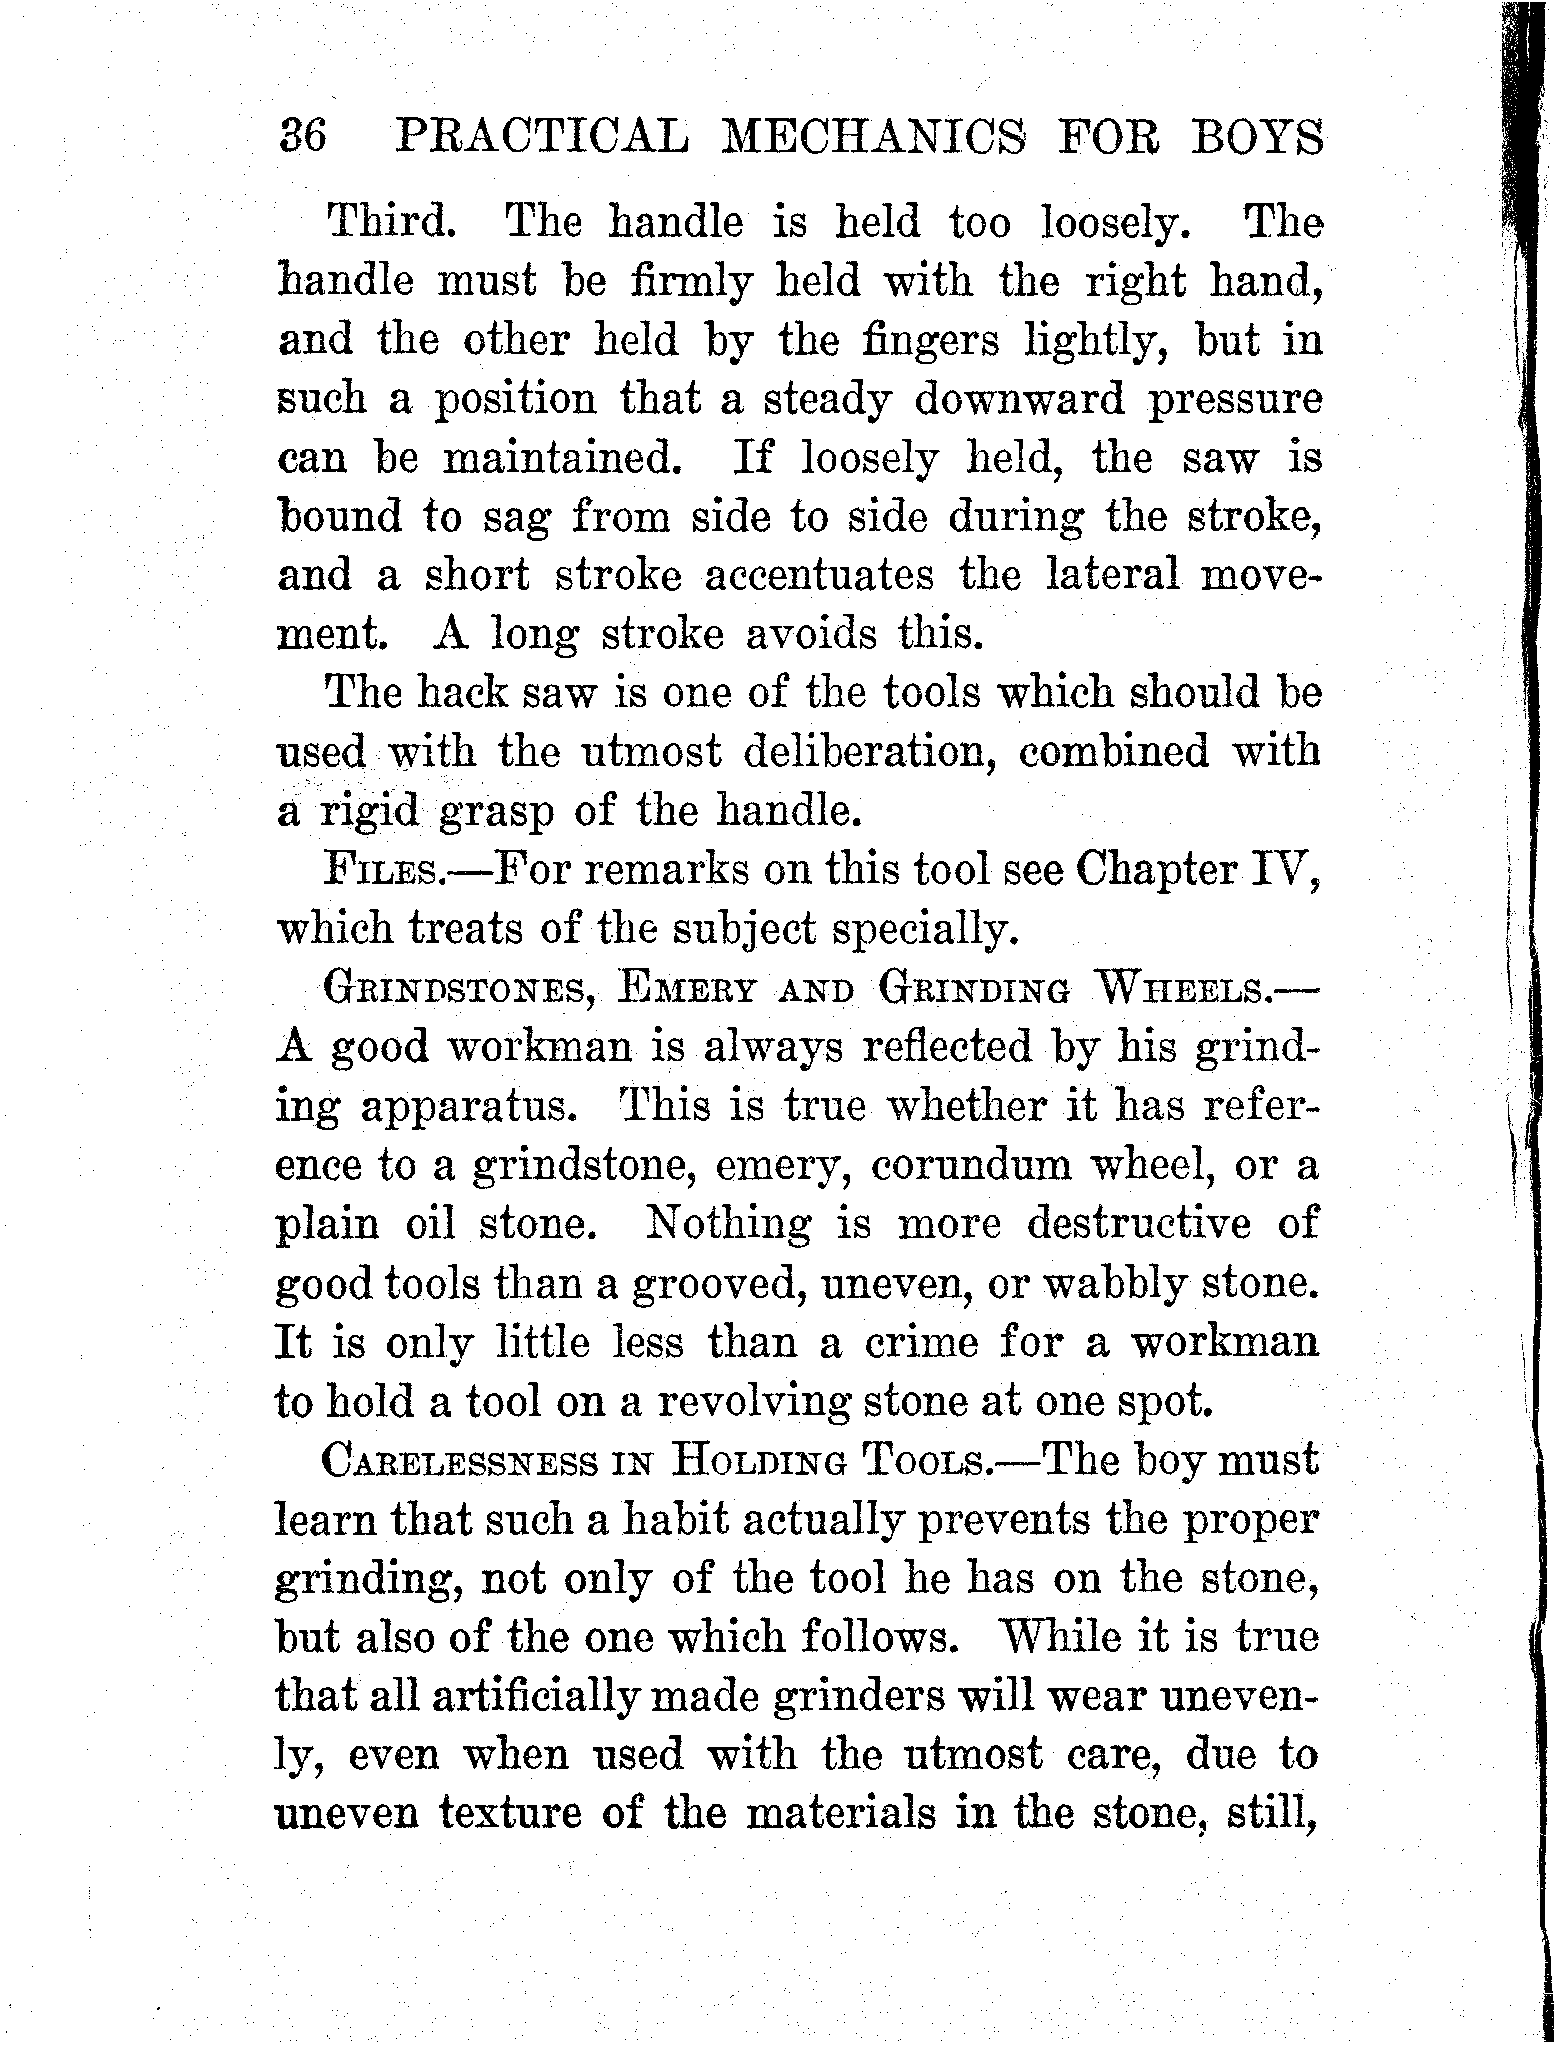 36 PRACTICAL MECHANICS FOR BOYS
Third. The handle is held too loosely. The
handle must be firmly held with the right hand,
and the other held by the fingers lightly, but in
such a position that a steady downward pressure
can be maintained. If loosely held, the saw is
bound to sag from side to side during the stroke,
and a short stroke accentuates the lateral move-
ment. A long stroke avoids this.
The hack saw is one of the tools which should be
used with the utmost deliberation, combined with
a rigid grasp of the handle.
FILES.—For remarks on this tool see Chapter IV,
which treats of the subject specially.
GRINDSTONES, EMERY AND GRINDING WHEELS.—
A good workman is always reflected by his grind-
ing apparatus. This is true whether it has refer-
ence to a grindstone, emery, corundum wheel, or a
plain oil stone. Nothing is more destructive of
good tools than a grooved, uneven, or wabbly stone.
It is only little less than a crime for a workman
to hold a tool on a revolving stone at one spot.
CARELESSNESS IN HOLDING TOOLS.—The boy must
learn that such a habit actually prevents the proper
grinding, not only of the tool he has on the stone,
but also of the one which follows. While it is true
that all artificially made grinders will wear uneven-
ly, even when used with the utmost care, due to
uneven texture of the materials in the stone, still,